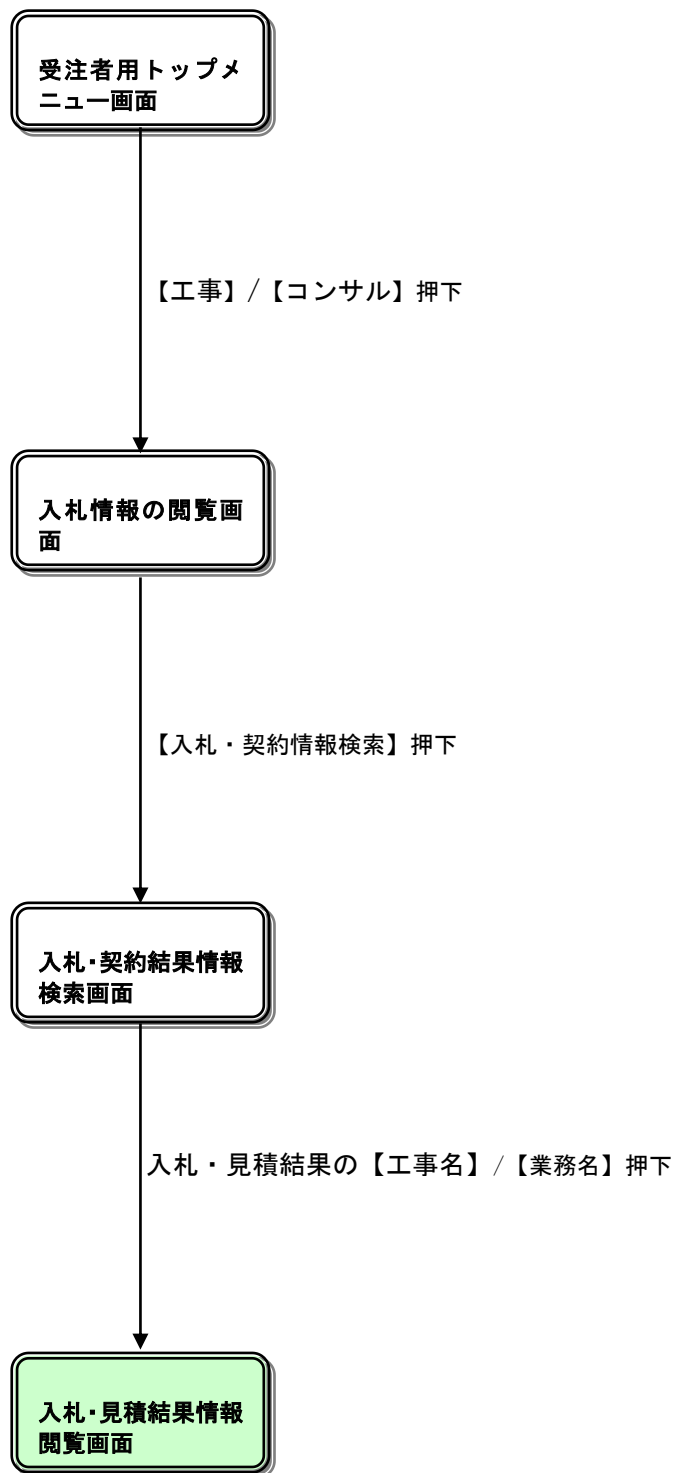 受注者用トップメ
ニュー画面
【工事】/【コンサル】押下
入札情報の閲覧画
面
【入札・契約情報検索】押下
入札・契約結果情報
検索画面
入札・見積結果の【工事名】/【業務名】押下
入札・見積結果情報
閲覧画面